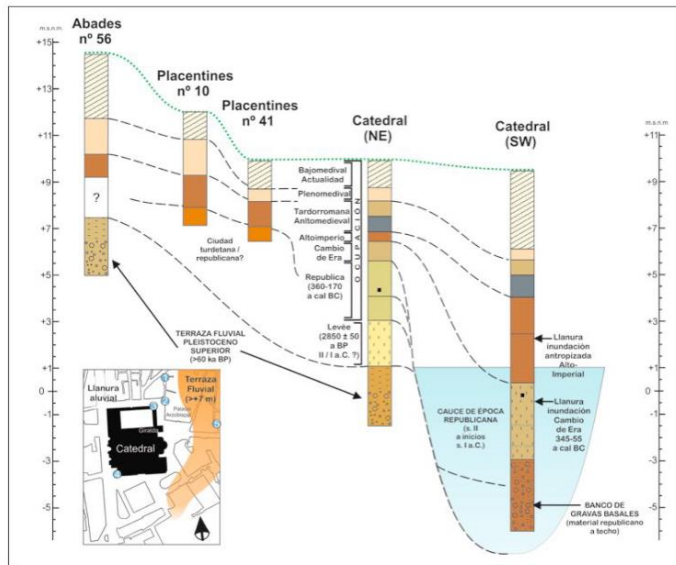 m.s.n.m.
m.s.n.m.
Abades
nº 56
Placentines
nº 10
Placentines
nº 41
Catedral
(NE)
Catedral
(SW)
+15
+11
+9
+7
+5
+3
+1
0
-1
-3
-5
+15
+11
+9
+7
+5
+3
+1
0
-1
-3
-5
?
Ciudad
turdetana /
republicana?
Bajomedival
Actualidad
Plenomedival
Tardorromana
Altoimperio
Cambio
de Era
Republica
(360-170
a cal BC)
OCUPACIÓN
Levée
(2850 ± 50
a BP
II / I a.C. ?)
TERRAZA FLUVIAL
PLEISTOCENO
SUPERIOR
(>60 ka BP)
CAUCE DE ÉPOCA
REPUBLICANA
(s. II
a inicios
s. I a.C.)
Llanura
inundación
antropizada
Alto-
Imperial
Llanura
inundación
Cambio
de Era
345-55
a cal BC
BANCO DE
GRAVAS BASALES
(material republicano
a techo)
Llanura
aluvial
Terraza
Fluvial
(>+7 m)
Giralda
Catedral